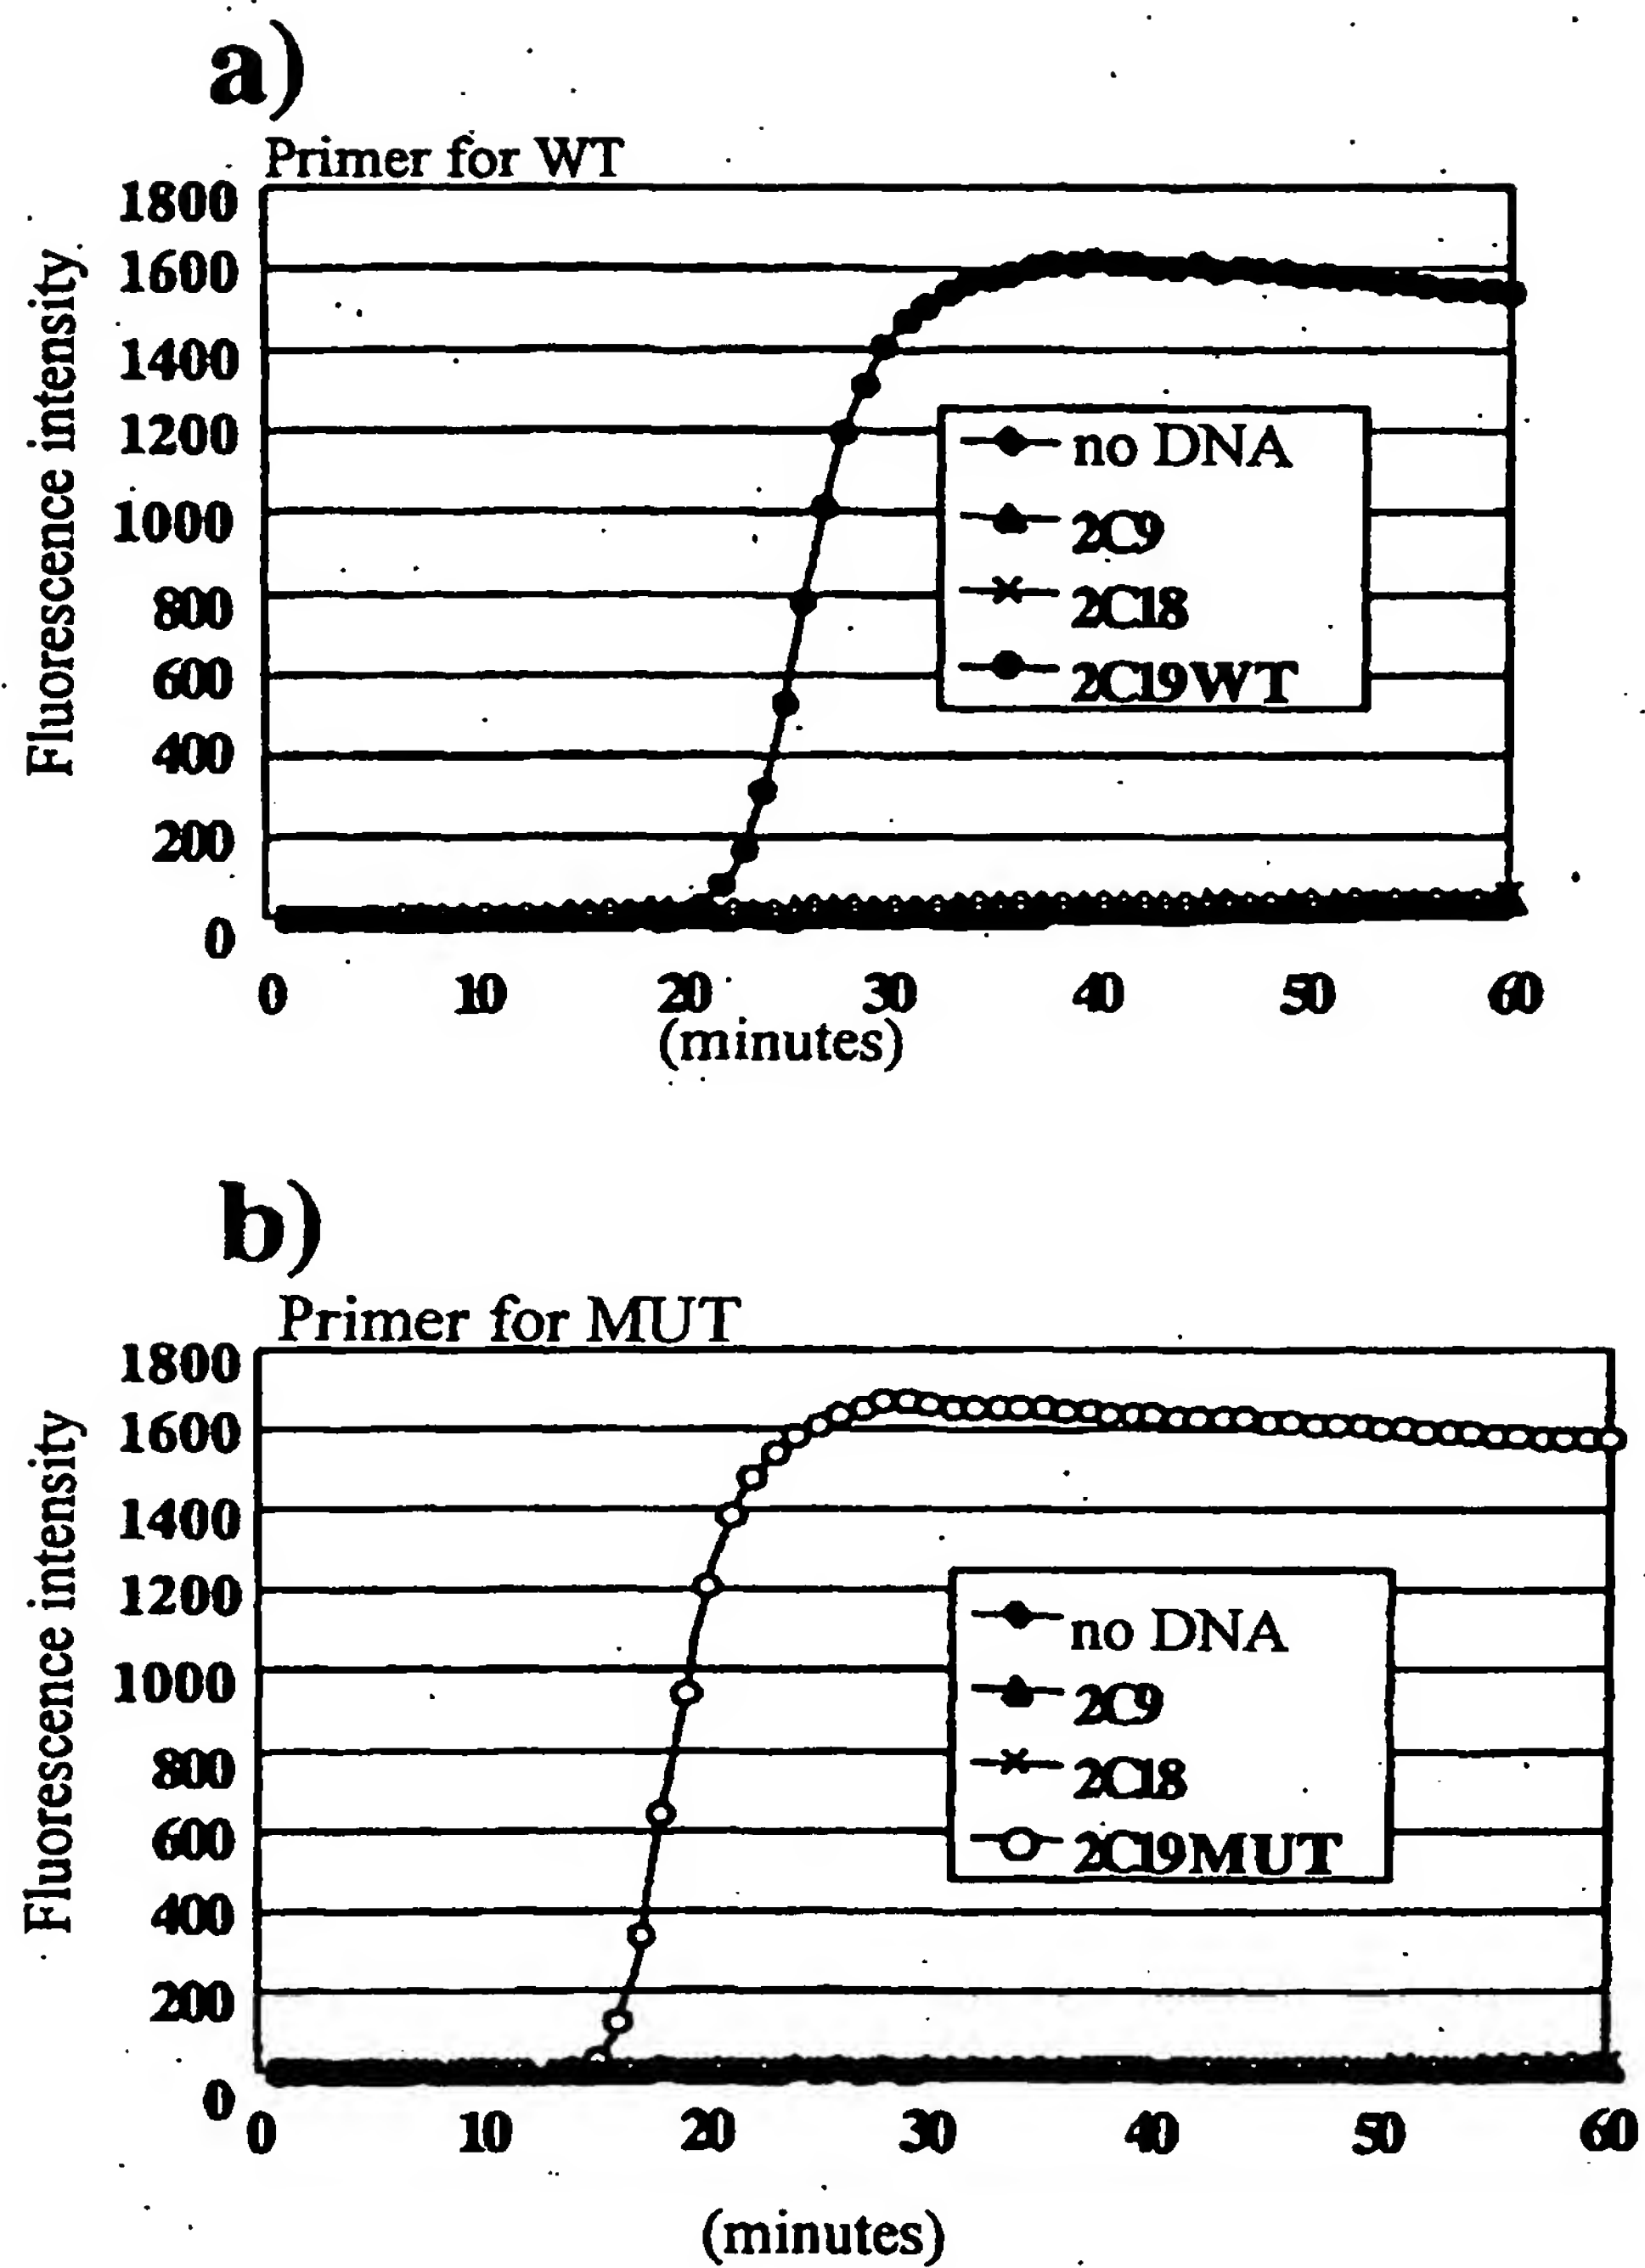 a)
Primer for WT
Fluorescence intensity
1800
1600
1400
1200
1000
800
600
400
200
0
no DNA
2C9
2C18
2C19WT
0 10 20 30 40 50 60
(minutes)
b)
Primer for MUT
Fluorescence intensity
1800
1600
1400
1200
1000
800
600
400
200
0
no DNA
2C9
2C18
2C19MUT
0 10 20 30 40 50 60
(minutes)